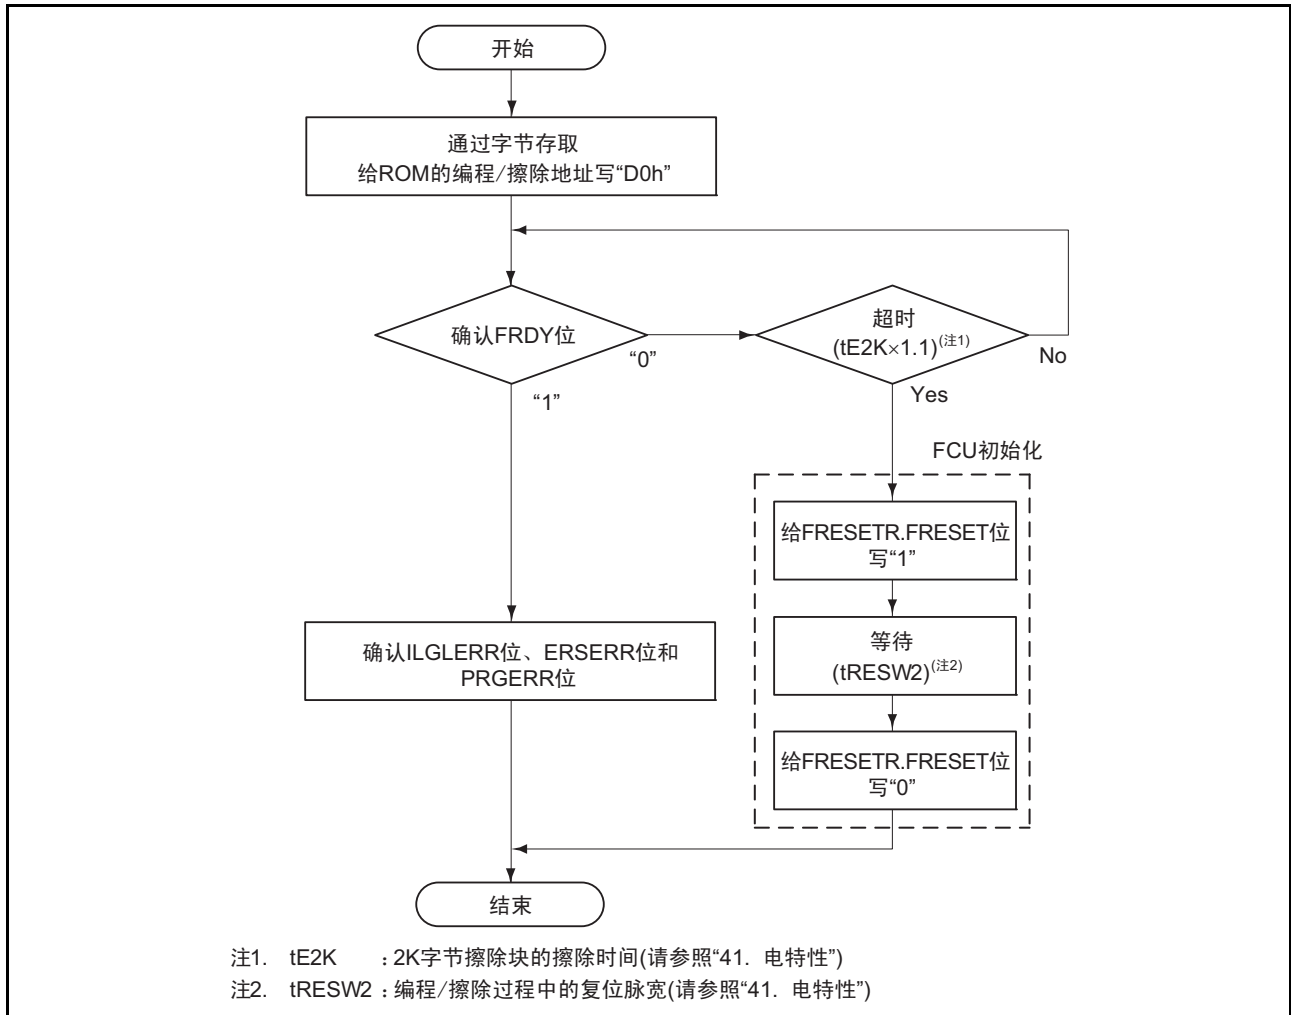 开始
通过字节存取
给ROM的编程/擦除地址写“D0h”
确认FRDY位
“0”
“1”
超时
(tE2K×1.1)(注1)
No
Yes
FCU初始化
给FRESETR.FRESET位
写“1”
等待
(tRESW2)(注2)
给FRESETR.FRESET位
写“0”
确认ILGLERR位、ERSERR位和
PRGERR位
结束
注1. tE2K :2K字节擦除块的擦除时间(请参照“41. 电特性”)
注2. tRESW2 :编程/擦除过程中的复位脉宽(请参照“41. 电特性”)